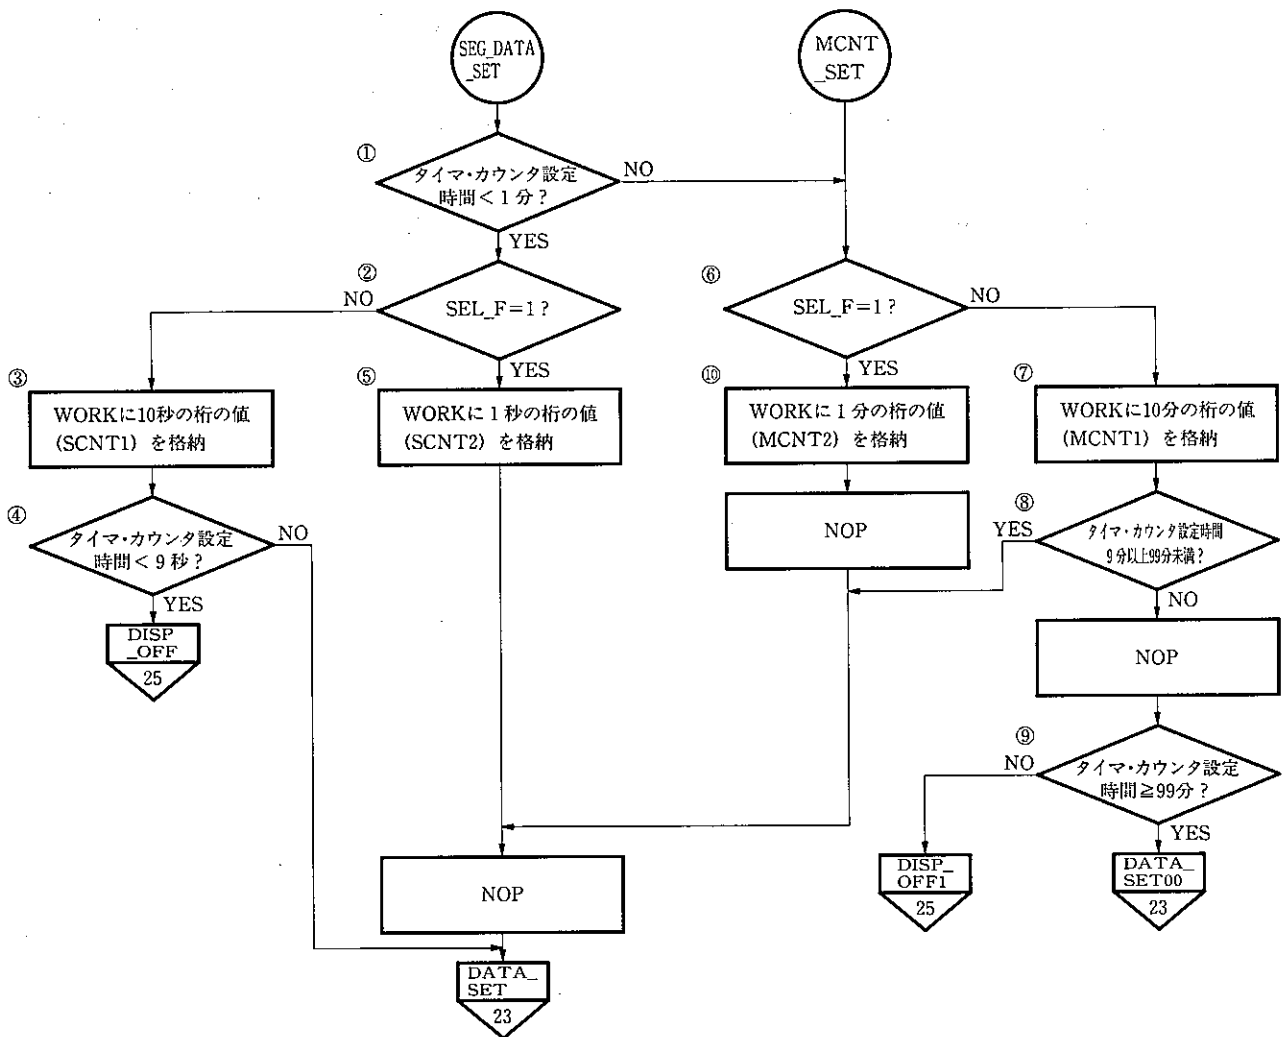 SEG_DATA
_SET
MCNT
_SET
①
タイマ・カウンタ設定
時間<1分?
NO
YES
②
NO
SEL_F=1?
YES
⑥
SEL_F=1?
NO
YES
③
WORKに10秒の桁の値
(SCNT1) を格納
⑤
WORKに1秒の桁の値
(SCNT2) を格納
⑩
WORKに1分の桁の値
(MCNT2) を格納
⑦
WORKに10分の桁の値
(MCNT1) を格納
④
タイマ・カウンタ設定
時間<9秒?
NO
YES
DISP
_OFF
25
NOP
⑧
YES
タイマ・カウンタ設定時間
9分以上99分未満?
NO
NOP
⑨
NO
タイマ・カウンタ設定
時間≧99分?
YES
NOP
DISP_
OFF1
25
DATA_
SET00
23
DATA_
SET
23